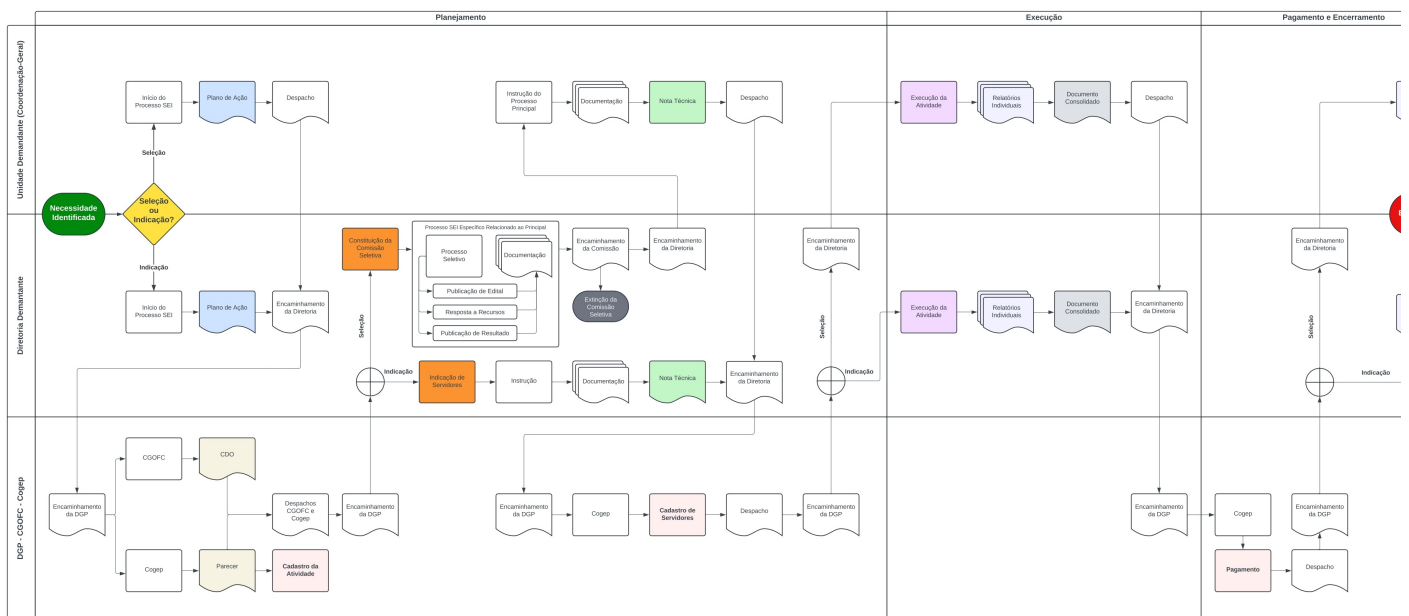 Planejamento
Execução
Pagamento e Encerramento
Unidade Demandante (Coordenação-Geral)
Início do
Processo SEI
Plano de Ação
Despacho
Instrução do
Processo
Principal
Documentação
Nota Técnica
Despacho
Execução da
Atividade
Relatórios
Individuais
Documento
Consolidado
Despacho
Seleção
Necessidade
Identificada
Seleção
ou
Indicação?
Indicação
Diretoria Demantante
Início do
Processo SEI
Plano de Ação
Encaminhamento
da Diretoria
Constituição da
Comissão
Seletiva
Processo SEI Específico Relacionado ao Principal
Processo
Seletivo
Documentação
Publicação de Edital
Resposta a Recursos
Publicação de Resultado
Encaminhamento
da Comissão
Encaminhamento
da Diretoria
Extinção da
Comissão
Seletiva
Seleção
Indicação
Indicação de
Servidores
Instrução
Documentação
Nota Técnica
Encaminhamento
da Diretoria
Encaminhamento
da Diretoria
Seleção
Indicação
Execução da
Atividade
Relatórios
Individuais
Documento
Consolidado
Encaminhamento
da Diretoria
Encaminhamento
da Diretoria
Seleção
Indicação
DGP - CGOFC - Cogep
Encaminhamento
da DGP
CGOFC
CDO
Cogep
Parecer
Despachos
CGOFC e
Cogep
Cadastro da
Atividade
Encaminhamento
da DGP
Encaminhamento
da DGP
Cogep
Cadastro de
Servidores
Despacho
Encaminhamento
da DGP
Encaminhamento
da DGP
Cogep
Encaminhamento
da DGP
Pagamento
Despacho